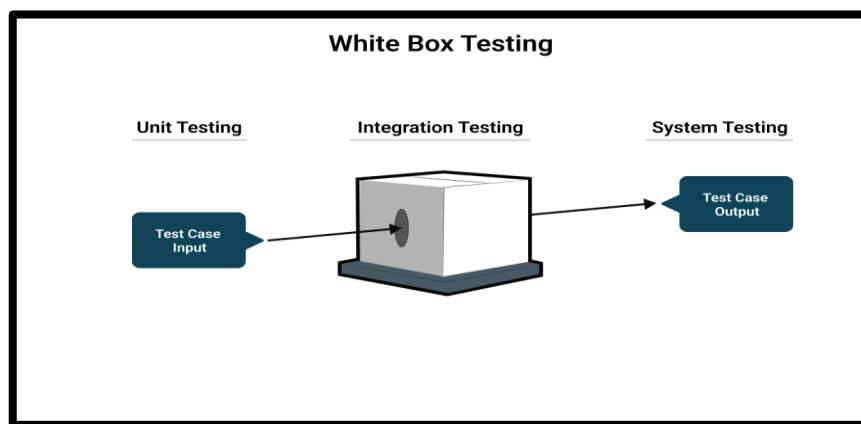 White Box Testing
Unit Testing
Integration Testing
System Testing
Test Case
Input
Test Case
Output